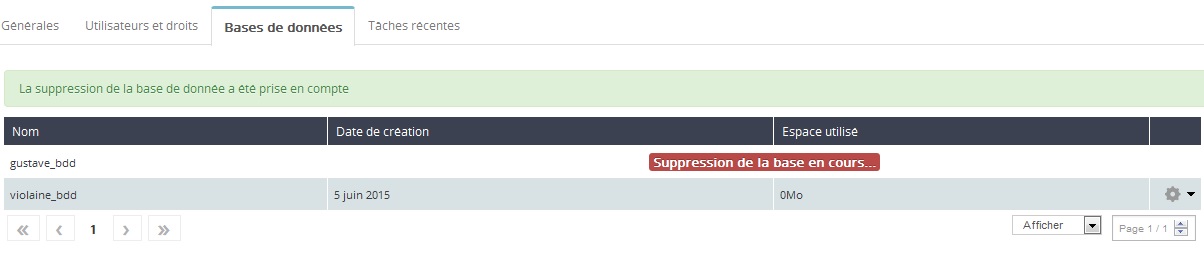 Générales Utilisateurs et droits Bases de données Tâches récentes
La suppression de la base de donnée a été prise en compte
Nom Date de création Espace utilisé
gustave_bdd Suppression de la base en cours...
violaine_bdd 5 juin 2015 0Mo
« ‹ 1 › » Afficher Page 1 / 1